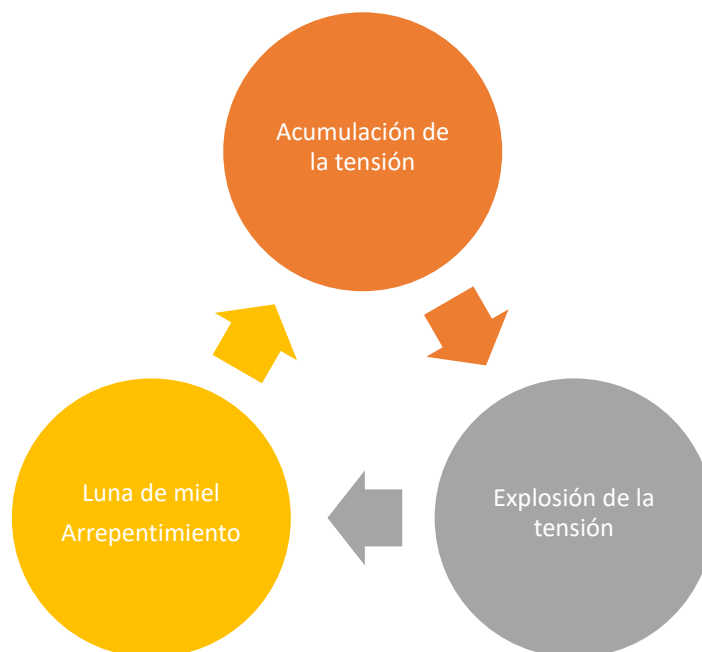 Acumulación de
la tensión
Explosión de la
tensión
Luna de miel
Arrepentimiento